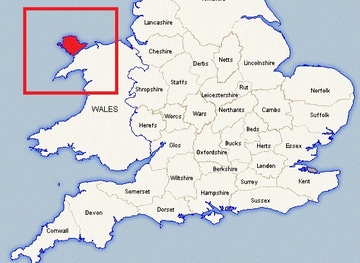 Lancashire
Cheshire
Derbs
Notts
Lincolnshire
Shropshire
Staffs
Leicestershire
Rut
Norfolk
WALES
Herefs
Worcs
Wars
Northants
Cambs
Suffolk
Beds
Glos
Oxfordshire
Bucks
Herts
Essex
Londen
Berkshire
Wiltshire
Surrey
Kent
Somerset
Hampshire
Sussex
Devon
Dorset
Cornwall